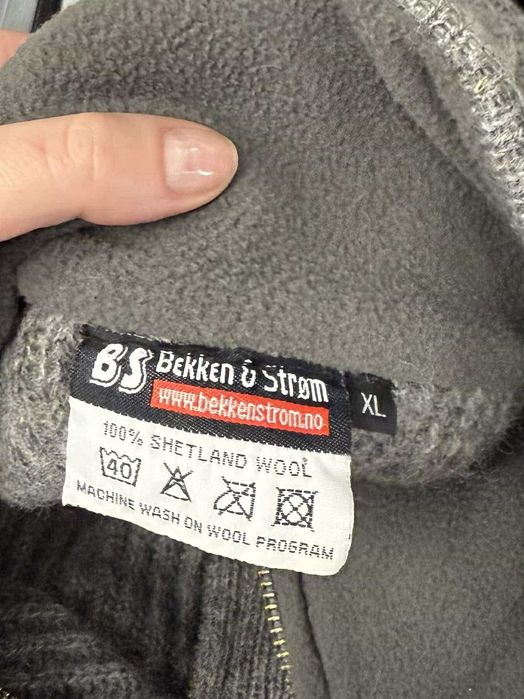 BS Bekken & Strøm
www.bekkenstrom.no
XL
100% SHETLAND WOOL
40
MACHINE WASH ON WOOL PROGRAM